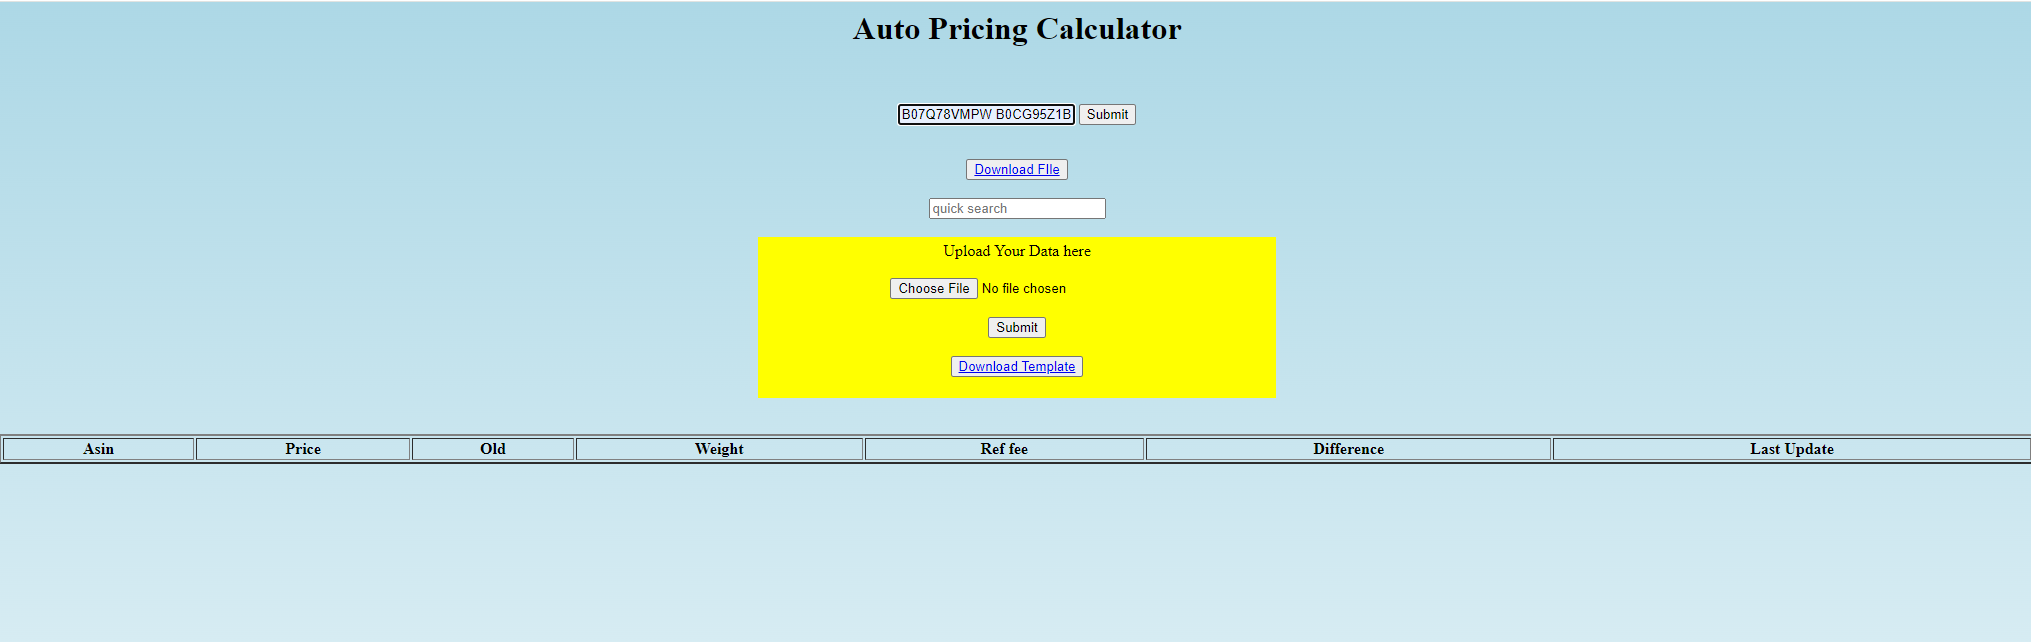 Auto Pricing Calculator
B07Q78VMPW B0CG95Z1B Submit
Download FIle
quick search
Upload Your Data here
Choose File No file chosen
Submit
Download Template
Asin Price Old Weight Ref fee Difference Last Update